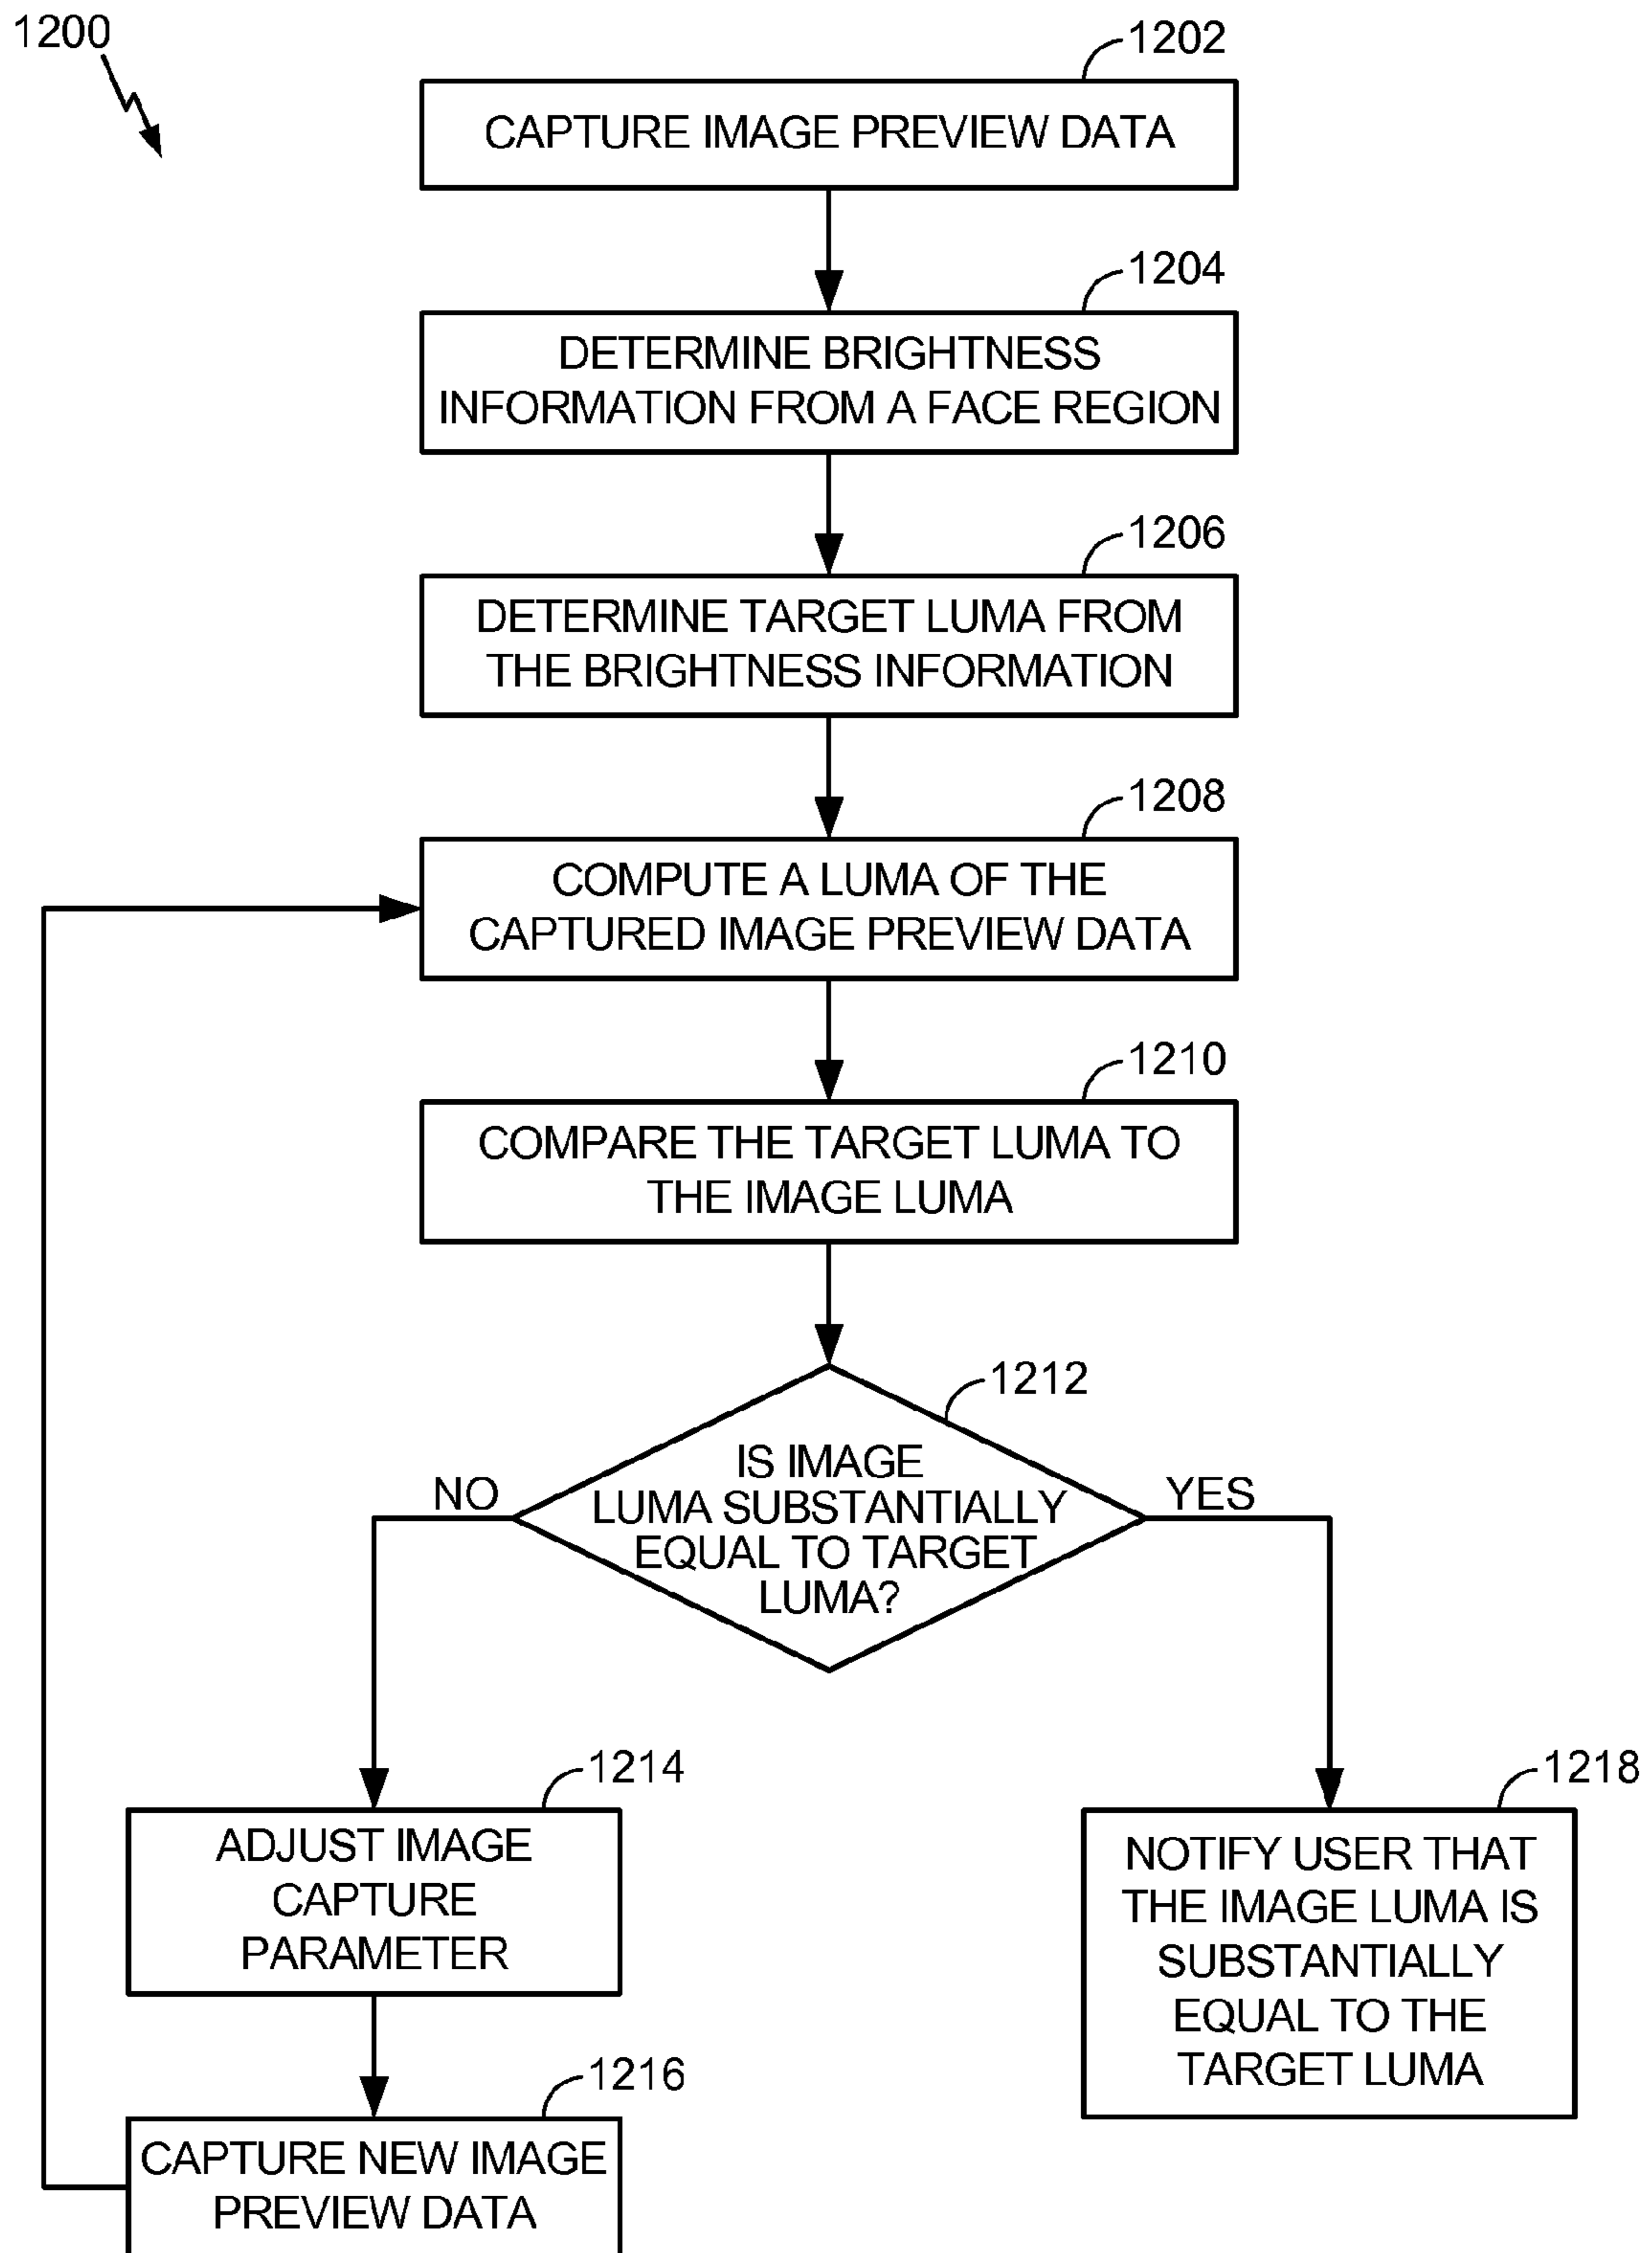 1200
1202
CAPTURE IMAGE PREVIEW DATA
1204
DETERMINE BRIGHTNESS
INFORMATION FROM A FACE REGION
1206
DETERMINE TARGET LUMA FROM
THE BRIGHTNESS INFORMATION
1208
COMPUTE A LUMA OF THE
CAPTURED IMAGE PREVIEW DATA
1210
COMPARE THE TARGET LUMA TO
THE IMAGE LUMA
1212
IS IMAGE
LUMA SUBSTANTIALLY
EQUAL TO TARGET
LUMA?
NO
YES
1214
ADJUST IMAGE
CAPTURE
PARAMETER
1216
CAPTURE NEW IMAGE
PREVIEW DATA
1218
NOTIFY USER THAT
THE IMAGE LUMA IS
SUBSTANTIALLY
EQUAL TO THE
TARGET LUMA